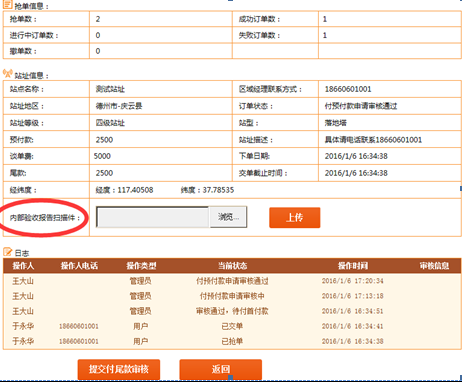 抢单信息：
抢单数： 2 成功订单数： 1
进行中订单数： 0 失败订单数： 1
撤单数： 0
站址信息：
站点名称： 测试站址 区域经理联系方式： 18660601001
站址地区： 德州市-庆云县 订单状态： 付预付款申请审核通过
站址等级： 四级站址 站型： 落地塔
预付款： 2500 站址描述： 具体请电话联系18660601001
谈单费： 5000 下单日期： 2016/1/6 16:34:38
尾款： 2500 交单截止时间： 2016/1/6 16:34:38
经纬度： 经度：117.40508 纬度：37.78535
内部验收报告扫描件： 浏览... 上传
日志
操作人 操作人电话 操作类型 当前状态 操作时间 审核信息
王大山 管理员 付预付款申请审核通过 2016/1/6 17:20:34
王大山 管理员 付预付款申请审核中 2016/1/6 17:13:18
王大山 管理员 审核通过，待付首付款 2016/1/6 16:34:51
于永华 18660601001 用户 已交单 2016/1/6 16:34:41
于永华 18660601001 用户 已抢单 2016/1/6 16:34:38
提交付尾款审核 返回